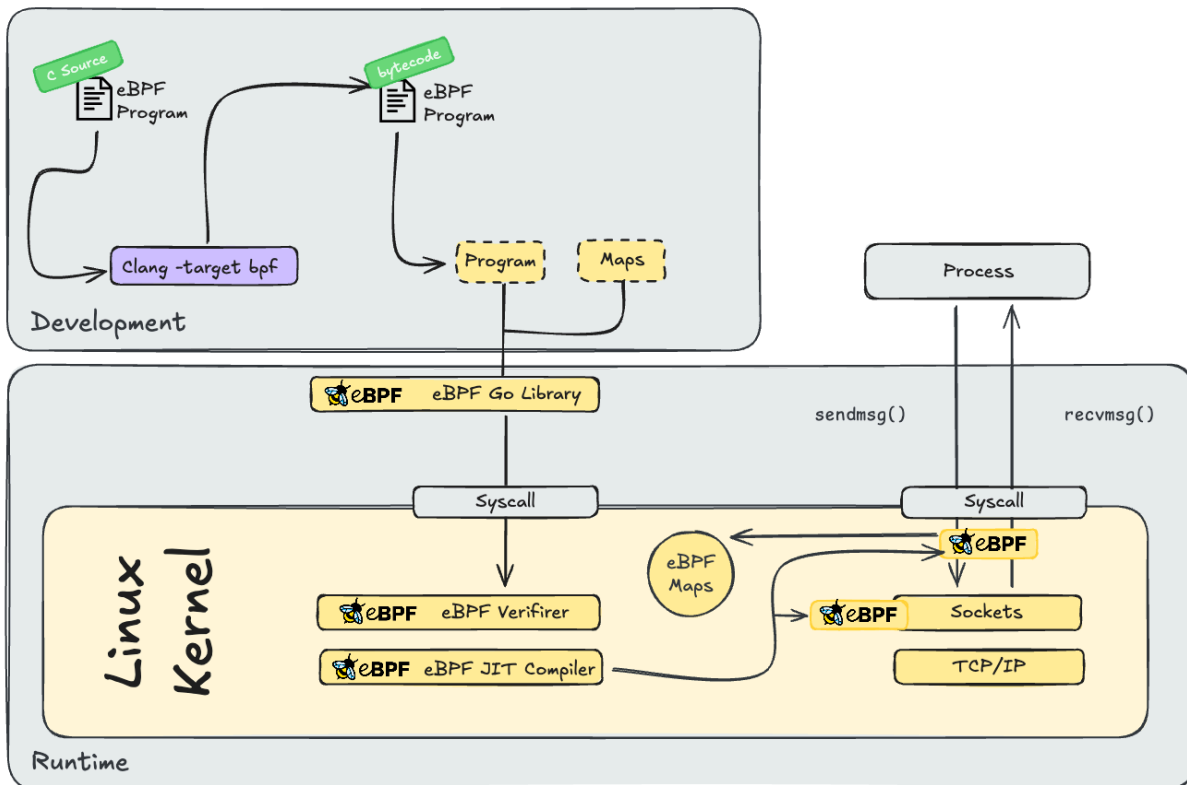 C Source
eBPF
Program
bytecode
eBPF
Program
Clang -target bpf
Program
Maps
Development
Process
eBPF eBPF Go Library
sendmsg()
recvmsg()
Syscall
Syscall
Linux
Kernel
eBPF
Maps
eBPF
eBPF eBPF Verifirer
eBPF
Sockets
eBPF eBPF JIT Compiler
TCP/IP
Runtime